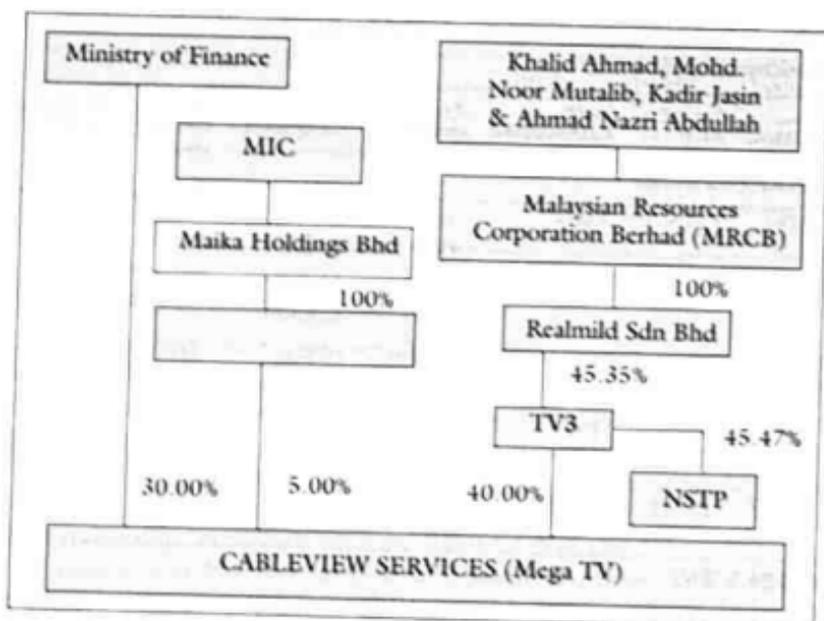 Ministry of Finance
Khalid Ahmad, Mohd.
Noor Mutalib, Kadir Jasin
& Ahmad Nazri Abdullah
MIC
Malaysian Resources
Corporation Berhad (MRCB)
Maika Holdings Bhd
100%
100%
Realmild Sdn Bhd
45.35%
TV3
45.47%
30.00%
5.00%
40.00%
NSTP
CABLEVIEW SERVICES (Mega TV)